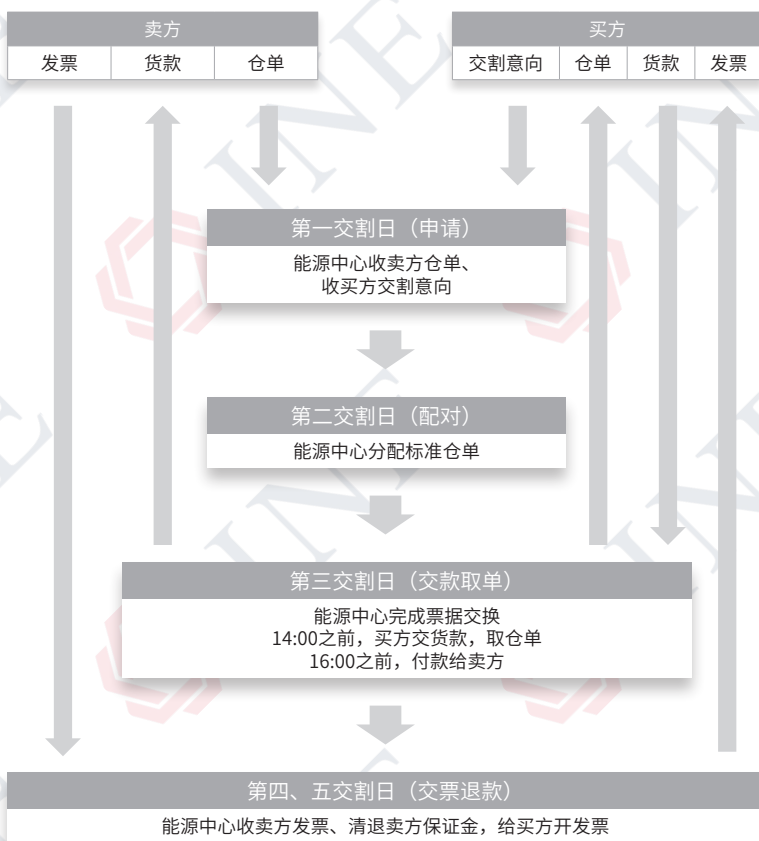 卖方
发票 货款 仓单
买方
交割意向 仓单 货款 发票
第一交割日（申请）
能源中心收卖方仓单、
收买方交割意向
第二交割日（配对）
能源中心分配标准仓单
第三交割日（交款取单）
能源中心完成票据交换
14:00之前，买方交货款，取仓单
16:00之前，付款给卖方
第四、五交割日（交票退款）
能源中心收卖方发票、清退卖方保证金，给买方开发票
INE
INE
INE
INE
INE
INE